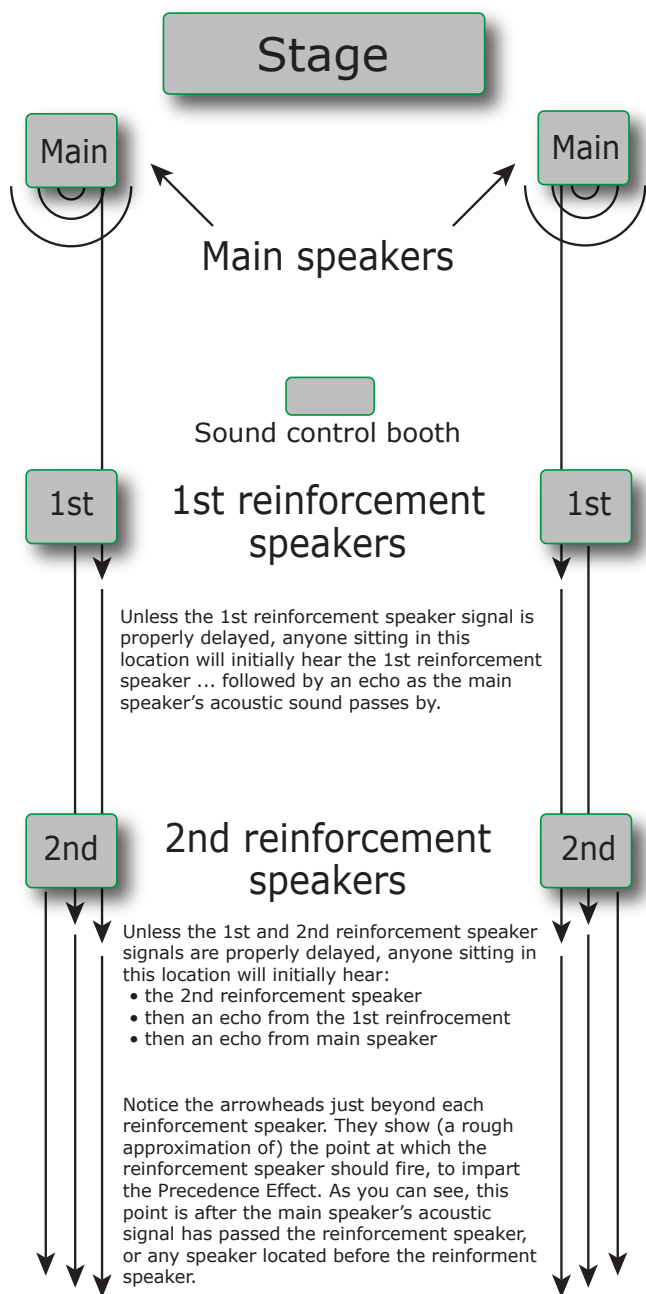 Stage
Main
Main
Main speakers
Sound control booth
1st
1st reinforcement
speakers
1st
Unless the 1st reinforcement speaker signal is
properly delayed, anyone sitting in this
location will initially hear the 1st reinforcement
speaker ... followed by an echo as the main
speaker’s acoustic sound passes by.
2nd
2nd reinforcement
speakers
2nd
Unless the 1st and 2nd reinforcement speaker
signals are properly delayed, anyone sitting in
this location will initially hear:
• the 2nd reinforcement speaker
• then an echo from the 1st reinfrocement
• then an echo from main speaker
Notice the arrowheads just beyond each
reinforcement speaker. They show (a rough
approximation of) the point at which the
reinforcement speaker should fire, to impart
the Precedence Effect. As you can see, this
point is after the main speaker’s acoustic
signal has passed the reinforcement speaker,
or any speaker located before the reinforment
speaker.